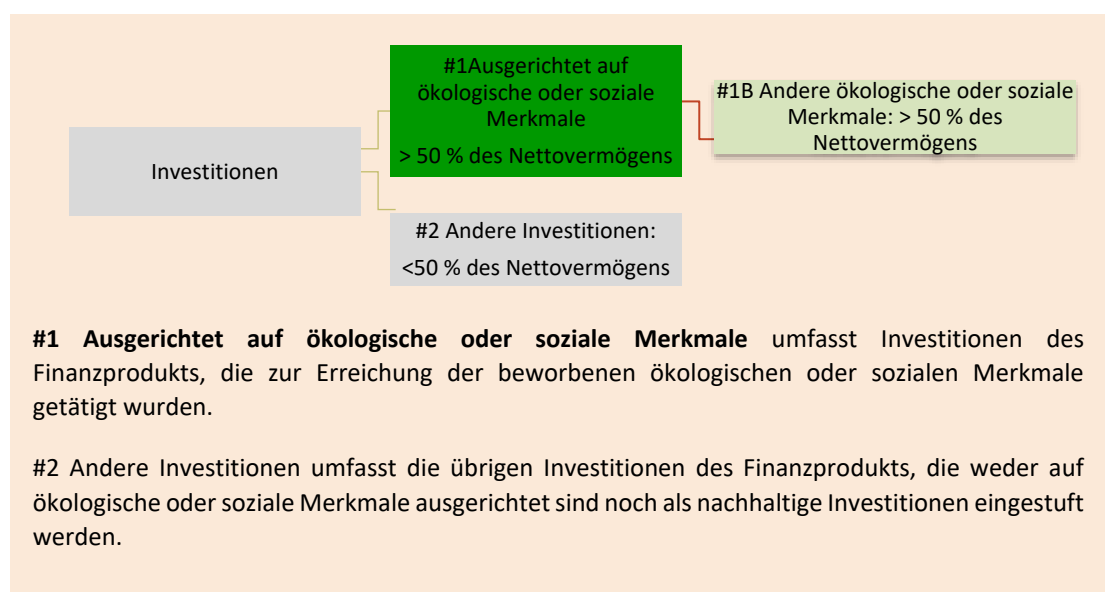 #1Ausgerichtet auf
ökologische oder soziale
Merkmale
> 50 % des Nettovermögens
#1B Andere ökologische oder soziale
Merkmale: > 50 % des
Nettovermögens
Investitionen
#2 Andere Investitionen:
<50 % des Nettovermögens
#1 Ausgerichtet auf ökologische oder soziale Merkmale umfasst Investitionen des
Finanzprodukts, die zur Erreichung der beworbenen ökologischen oder sozialen Merkmale
getätigt wurden.
#2 Andere Investitionen umfasst die übrigen Investitionen des Finanzprodukts, die weder auf
ökologische oder soziale Merkmale ausgerichtet sind noch als nachhaltige Investitionen eingestuft
werden.